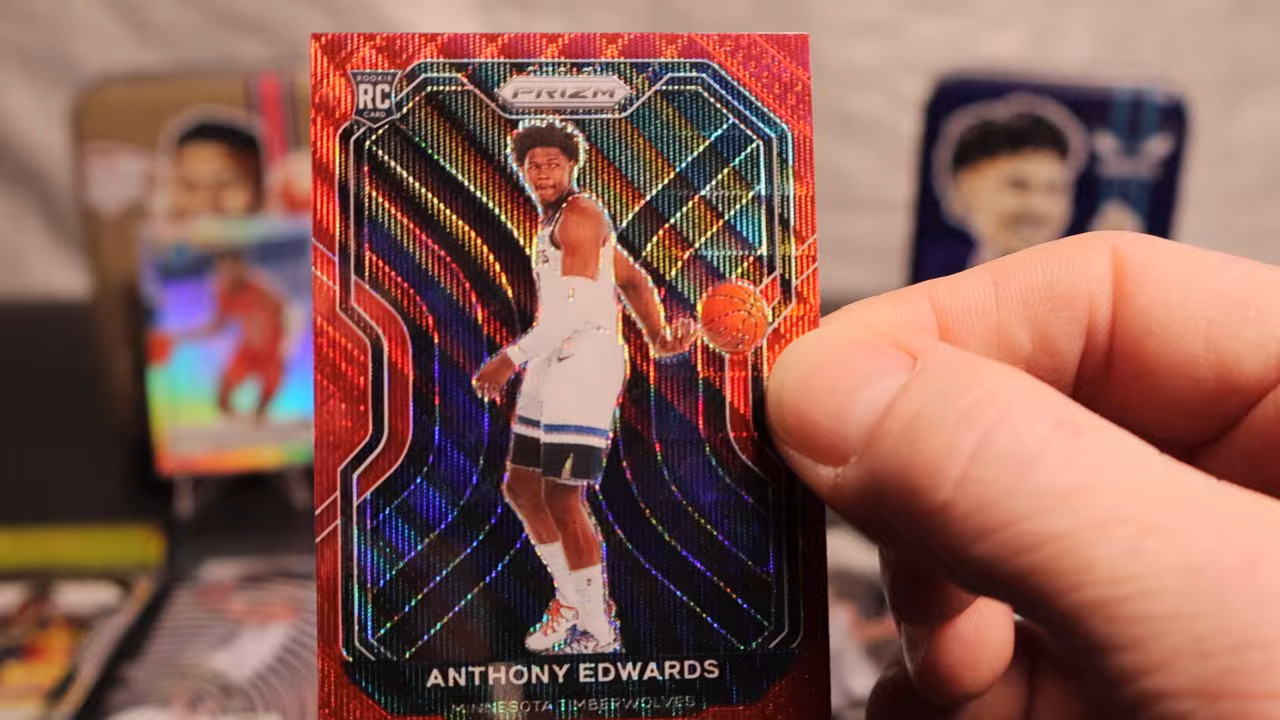 ROOKIE
RC
CARD
PRIZM
ANTHONY EDWARDS
MINNESOTA TIMBERWOLVES